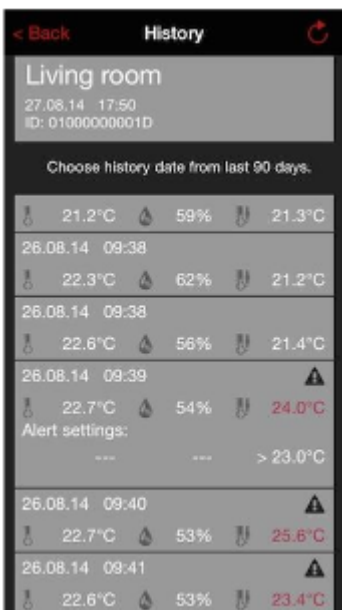 < Back History
Living room
27.08.14 17:50
ID: 01000000001D
Choose history date from last 90 days.
21.2°C 59% 21.3°C
26.08.14 09:38
22.3°C 62% 21.2°C
26.08.14 09:38
22.6°C 56% 21.4°C
26.08.14 09:39
22.7°C 54% 24.0°C
Alert settings:
--- --- > 23.0°C
26.08.14 09:40
22.7°C 53% 25.6°C
26.08.14 09:41
22.6°C 53% 23.4°C